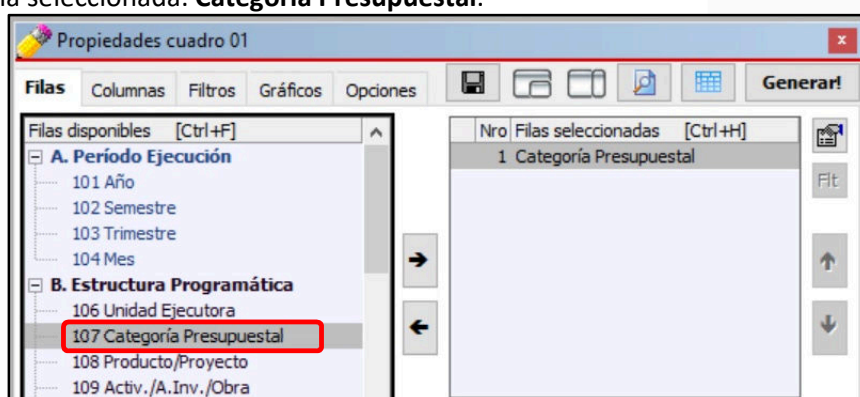 la seleccionada: Categoría Presupuestal.
Propiedades cuadro 01
x
Filas Columnas Filtros Gráficos Opciones Generar!
Filas disponibles [Ctrl+F]
A. Período Ejecución
101 Año
102 Semestre
103 Trimestre
104 Mes
B. Estructura Programática
106 Unidad Ejecutora
107 Categoría Presupuestal
108 Producto/Proyecto
109 Activ./A.Inv./Obra
Nro Filas seleccionadas [Ctrl+H]
1 Categoría Presupuestal
Flt